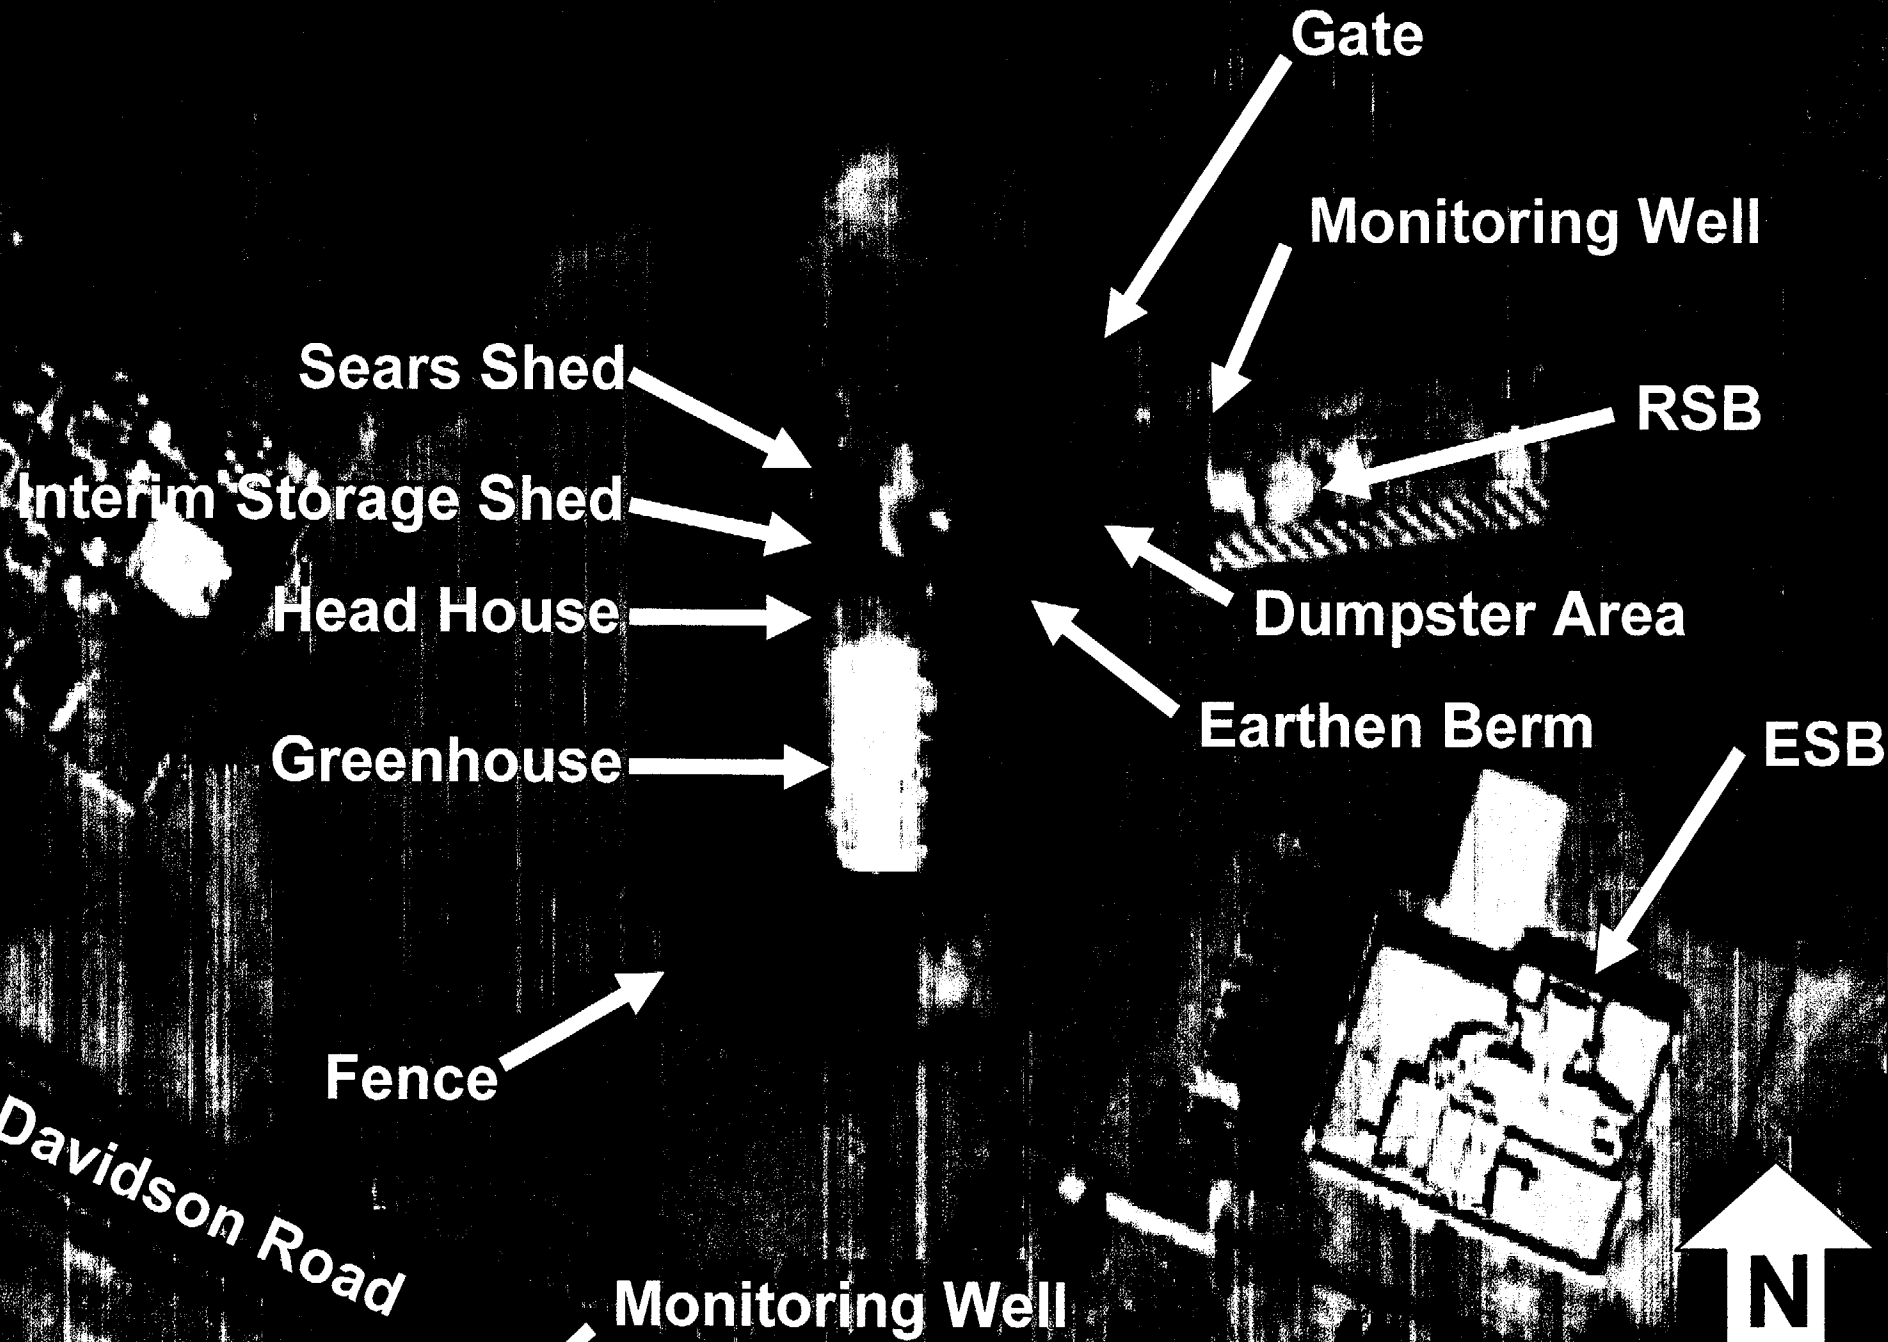 Gate
Monitoring Well
Sears Shed
RSB
Interim Storage Shed
Head House
Dumpster Area
Earthen Berm
ESB
Greenhouse
Fence
Davidson Road
Monitoring Well
N